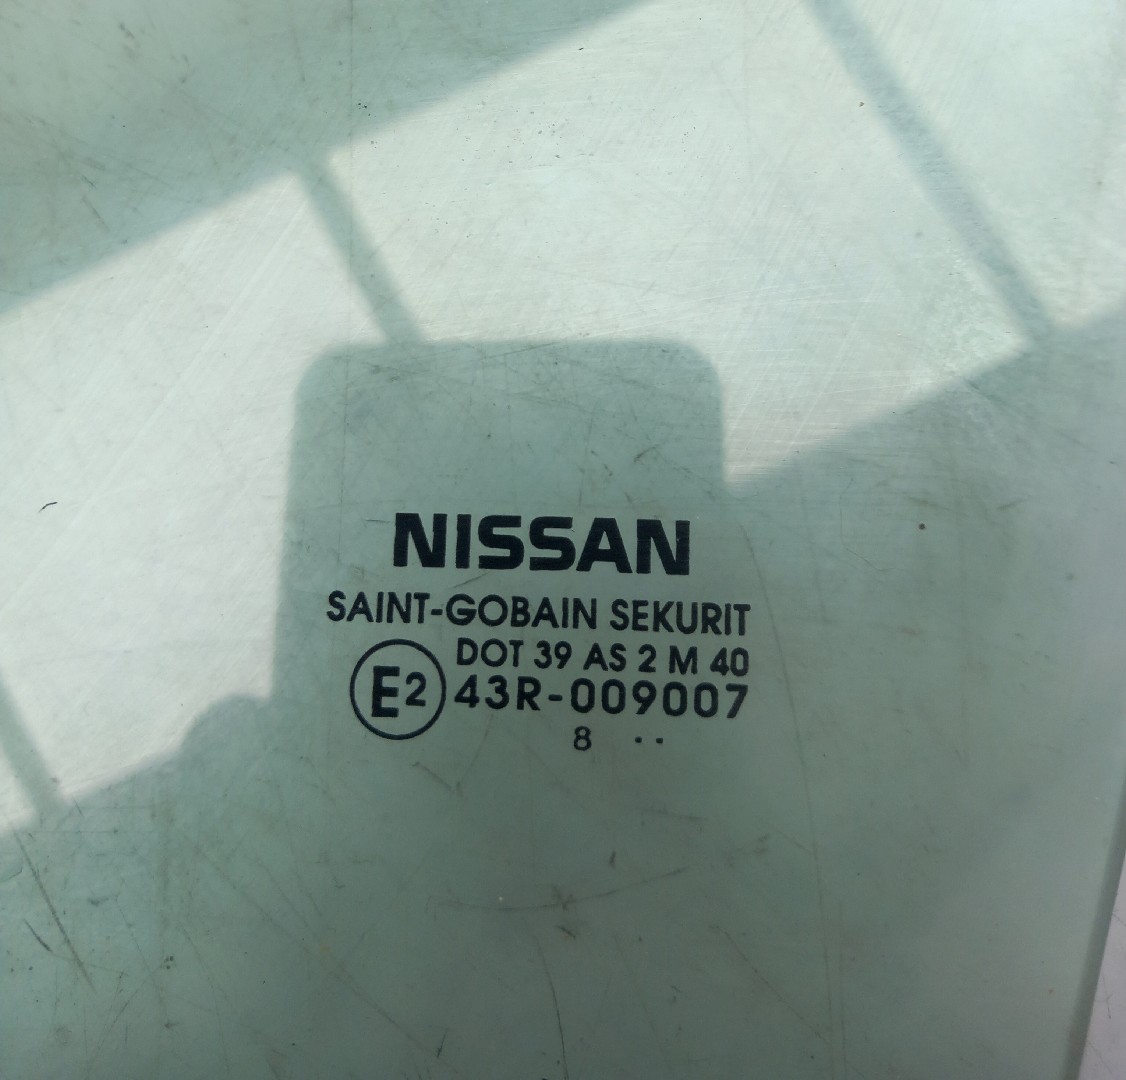 NISSAN
SAINT-GOBAIN SEKURIT
DOT 39 AS 2 M 40
E2 43R-009007
8 ..